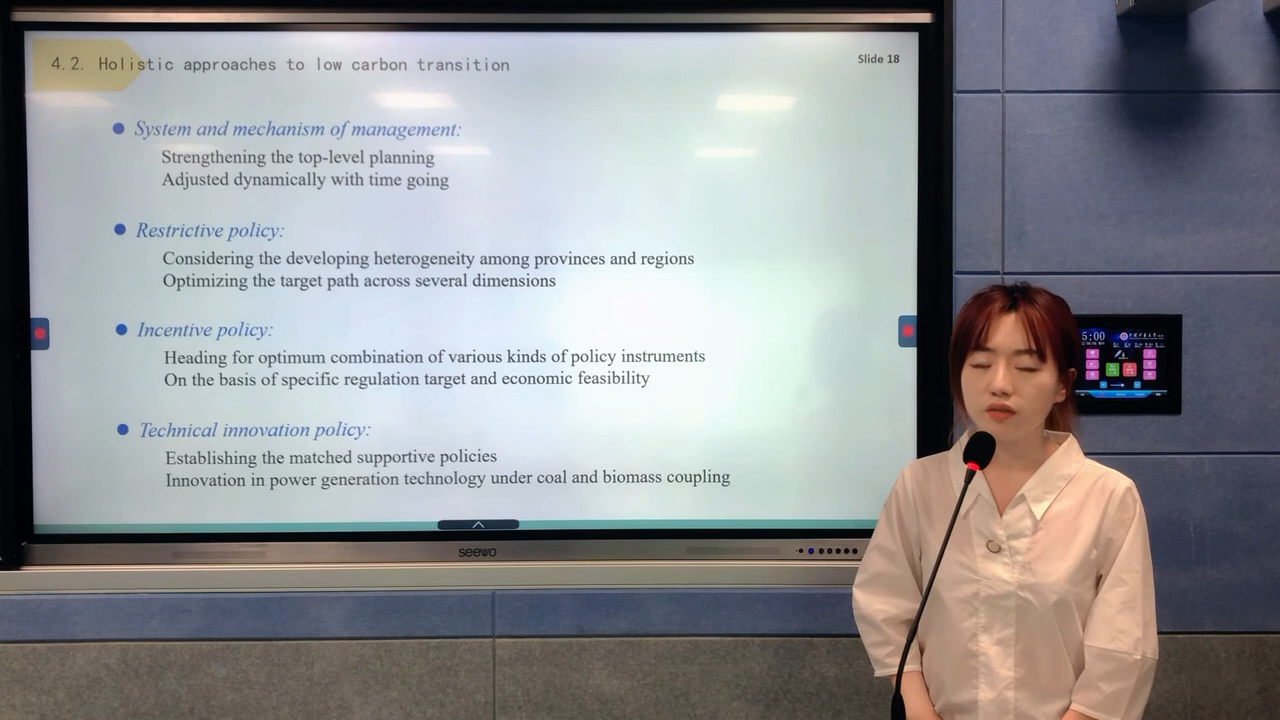 4.2. Holistic approaches to low carbon transition
Slide 18
System and mechanism of management:
Strengthening the top-level planning
Adjusted dynamically with time going
Restrictive policy:
Considering the developing heterogeneity among provinces and regions
Optimizing the target path across several dimensions
Incentive policy:
Heading for optimum combination of various kinds of policy instruments
On the basis of specific regulation target and economic feasibility
Technical innovation policy:
Establishing the matched supportive policies
Innovation in power generation technology under coal and biomass coupling
seewo
5:00